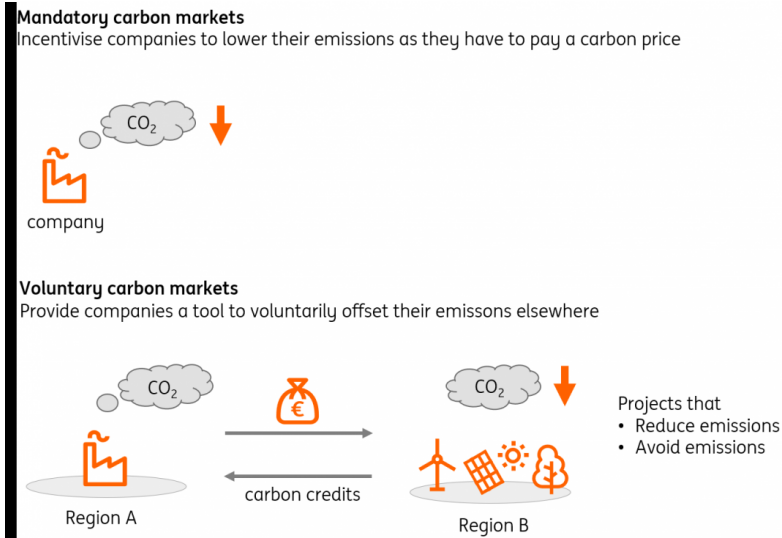 Mandatory carbon markets
Incentivise companies to lower their emissions as they have to pay a carbon price
CO₂
company
Voluntary carbon markets
Provide companies a tool to voluntarily offset their emissons elsewhere
CO₂
€
CO₂
Projects that
• Reduce emissions
• Avoid emissions
carbon credits
Region A
Region B